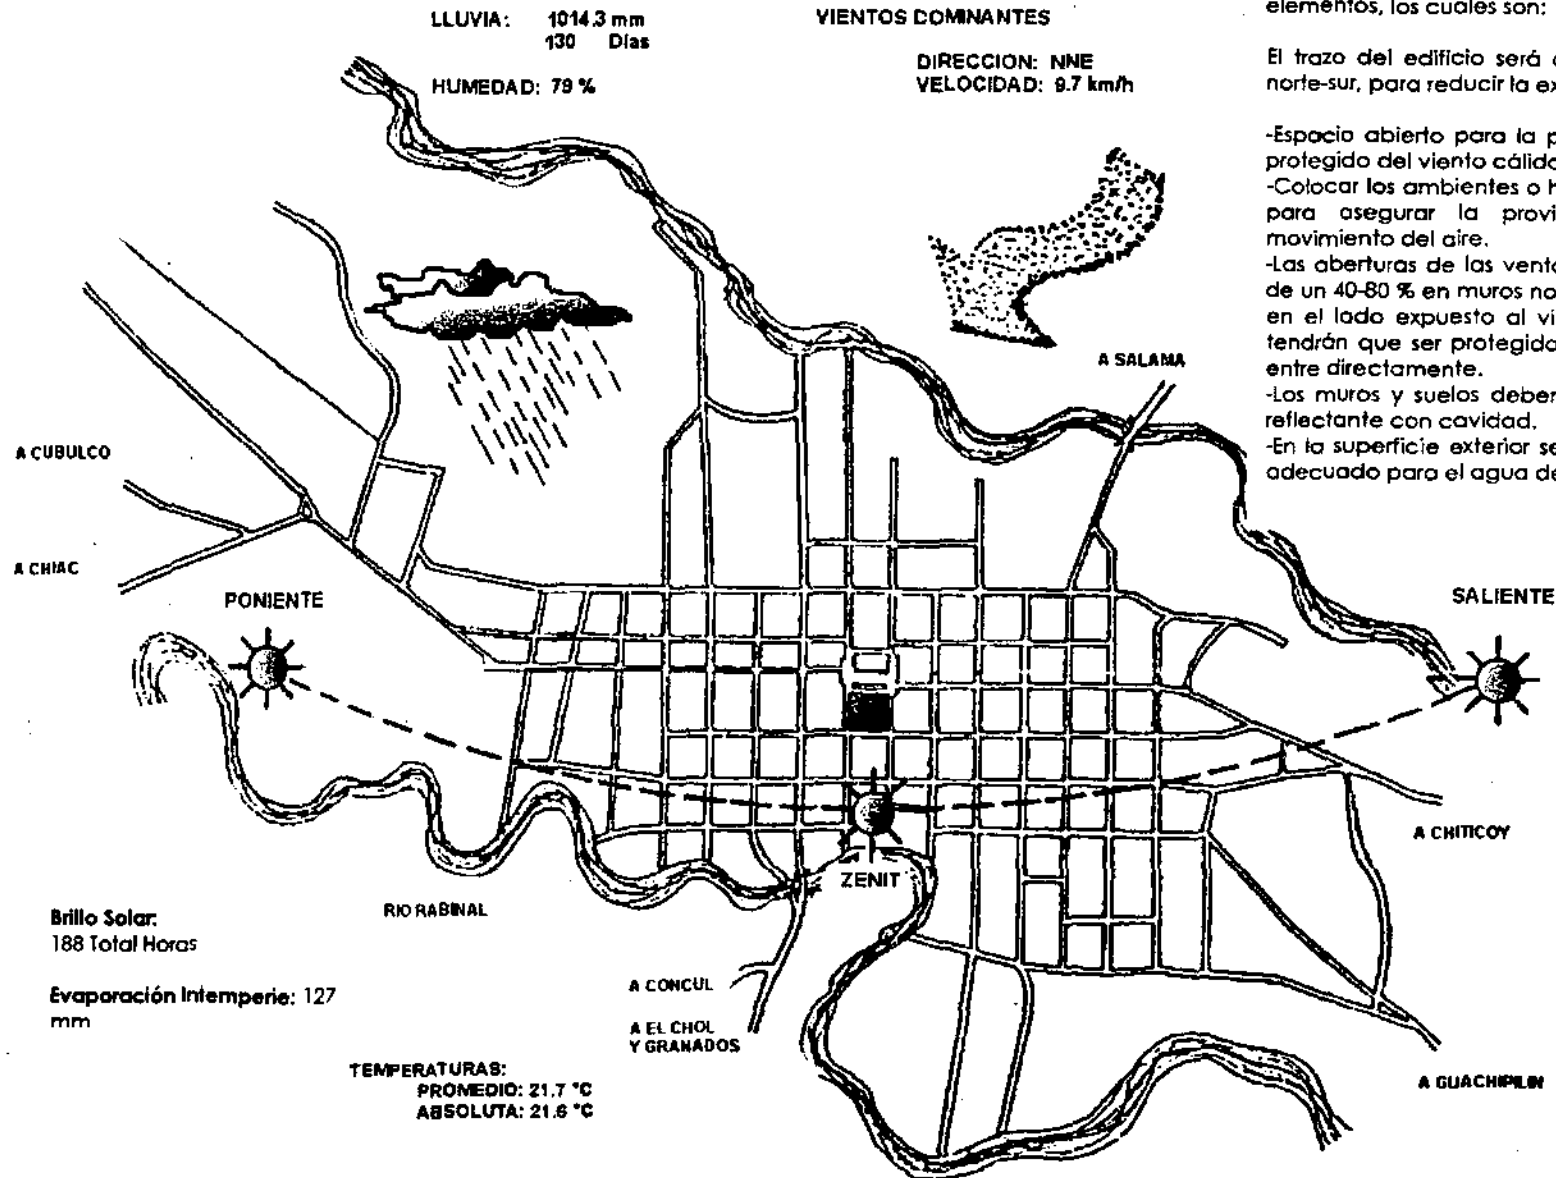 LLUVIA: 1014.3 mm
130 Días
HUMEDAD: 79 %
VIENTOS DOMINANTES
DIRECCION: NNE
VELOCIDAD: 9.7 km/h
elementos, los cuales son:
El trazo del edificio será
norte-sur, para reducir la
-Espacio abierto para la
protegido del viento
-Colocar los ambientes o
para asegurar la
movimiento del aire.
-Las aberturas de las
de un 40-80 % en muros
en el lado expuesto al
tendrán que ser
entre directamente.
-Los muros y suelos
reflectante con cavidad.
-En la superficie exterior
adecuado para el agua
A SALAMA
A CUBULCO
A CHIAC
PONIENTE
SALIENTE
ZENIT
A CHITICOY
RIO RABINAL
Brillo Solar:
188 Total Horas
Evaporación Intemperie: 127
mm
A CONCUL
A EL CHOL
Y GRANADOS
TEMPERATURAS:
PROMEDIO: 21.7 °C
ABSOLUTA: 21.6 °C
A GUACHIPILIN